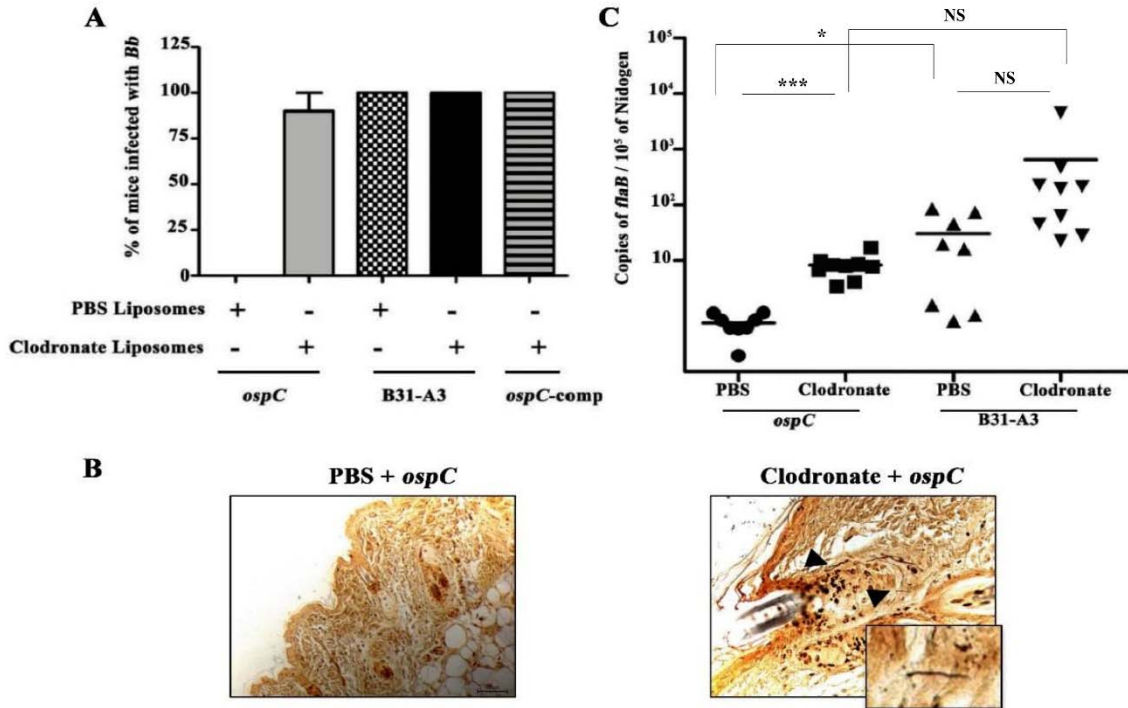 A
% of mice infected with Bb
125
100
75
50
25
0
PBS Liposomes + - + - -
Clodronate Liposomes - + - + +
ospC B31-A3 ospC-comp
C
Copies of flaB / 10⁵ of Nidogen
10⁵
10⁴
10³
10²
10
NS
*
***
NS
PBS Clodronate PBS Clodronate
ospC B31-A3
B
PBS + ospC Clodronate + ospC